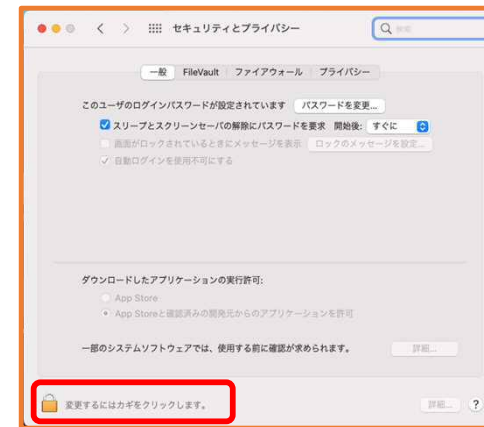 セキュリティとプライバシー
検索
一般 FileVault ファイアウォール プライバシー
このユーザのログインパスワードが設定されています パスワードを変更...
スリープとスクリーンセーバの解除にパスワードを要求 開始後: すぐに
画面がロックされているときにメッセージを表示 ロックのメッセージを設定...
自動ログインを使用不可にする
ダウンロードしたアプリケーションの実行許可:
App Store
App Storeと確認済みの開発元からのアプリケーションを許可
一部のシステムソフトウェアでは、使用する前に確認が求められます。 詳細...
変更するにはカギをクリックします。 詳細... ?